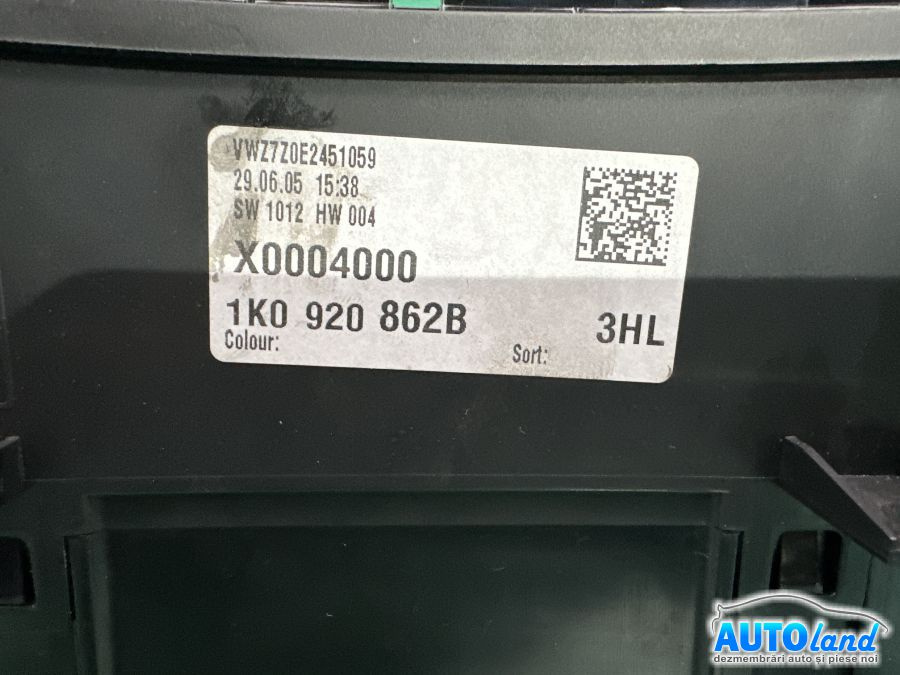 VWZ7Z0E2451059
29.06.05 15:38
SW 1012 HW 004
X0004000
1K0 920 862B 3HL
Colour: Sort:
AUTOland
dezmembrări auto și piese noi